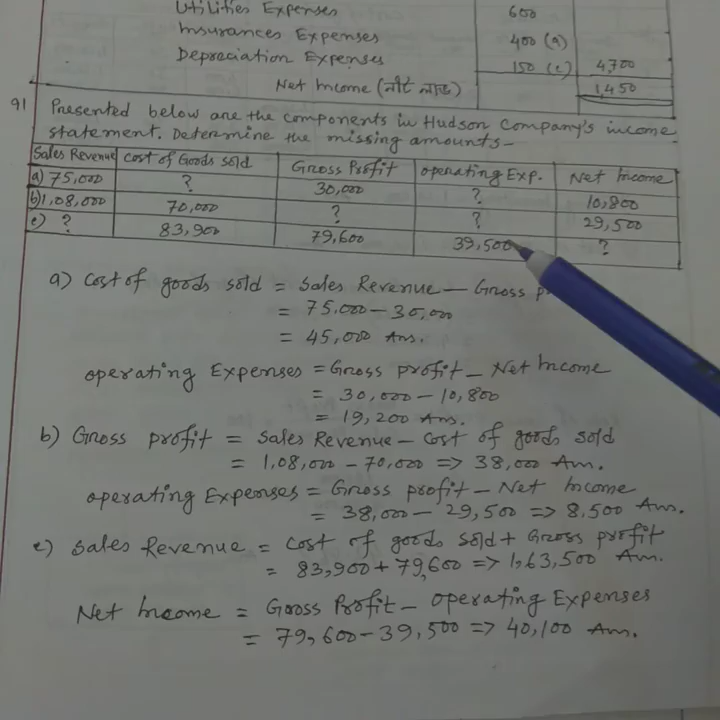 Utilities Expenses 600
Insurances Expenses 400 (a)
Depreciation Expenses 150 (c) 4,700
Net Income (नीट लाभ) 1,450
91 Presented below are the components in Hudson Company's income
statement. Determine the missing amounts-
Sales Revenue Cost of Goods sold Gross Profit operating Exp. Net Income
a) 75,000 ? 30,000 ? 10,800
b) 1,08,000 70,000 ? ? 29,500
c) ? 83,900 79,600 39,500 ?
a) Cost of goods sold = Sales Revenue - Gross
= 75,000 - 30,000
= 45,000 Ans.
operating Expenses = Gross profit - Net Income
= 30,000 - 10,800
= 19,200 Ans.
b) Gross profit = Sales Revenue - Cost of goods sold
= 1,08,000 - 70,000 => 38,000 Ans.
operating Expenses = Gross profit - Net Income
= 38,000 - 29,500 => 8,500 Ans.
c) Sales Revenue = Cost of goods sold + Gross profit
= 83,900 + 79,600 => 1,63,500 Ans.
Net Income = Gross Profit - Operating Expenses
= 79,600 - 39,500 => 40,100 Ans.